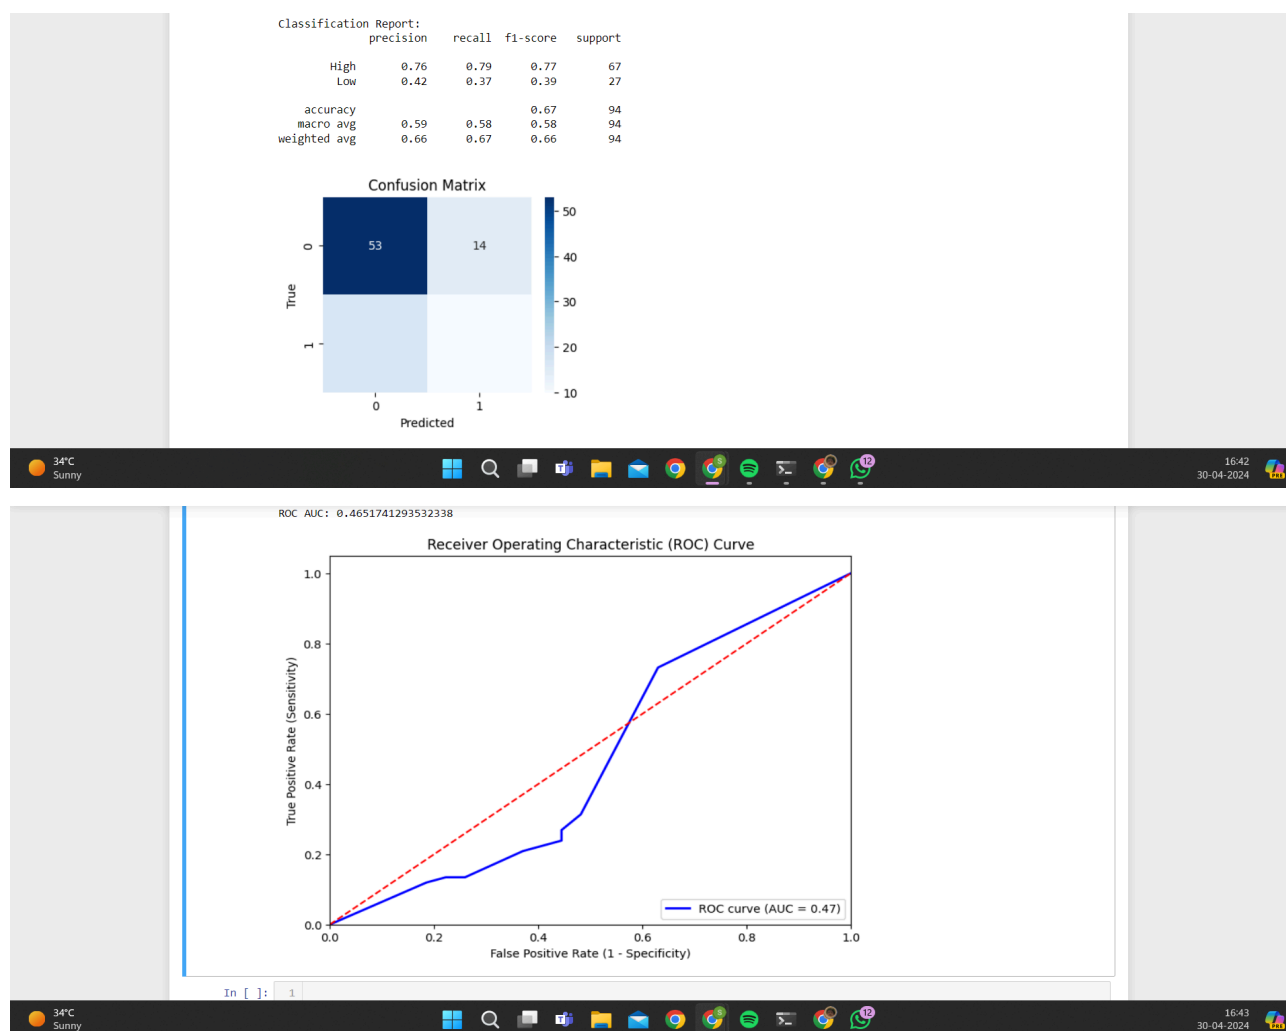 Classification Report:
precision recall f1-score support
High 0.76 0.79 0.77 67
Low 0.42 0.37 0.39 27
accuracy 0.67 94
macro avg 0.59 0.58 0.58 94
weighted avg 0.66 0.67 0.66 94
Confusion Matrix
53 14
0
1
True
0 1
Predicted
50
40
30
20
10
34°C
Sunny
12
16:42
30-04-2024
PRE
ROC AUC: 0.4651741293532338
Receiver Operating Characteristic (ROC) Curve
True Positive Rate (Sensitivity)
1.0
0.8
0.6
0.4
0.2
0.0
ROC curve (AUC = 0.47)
0.0 0.2 0.4 0.6 0.8 1.0
False Positive Rate (1 - Specificity)
In [ ]: 1
34°C
Sunny
12
16:43
30-04-2024